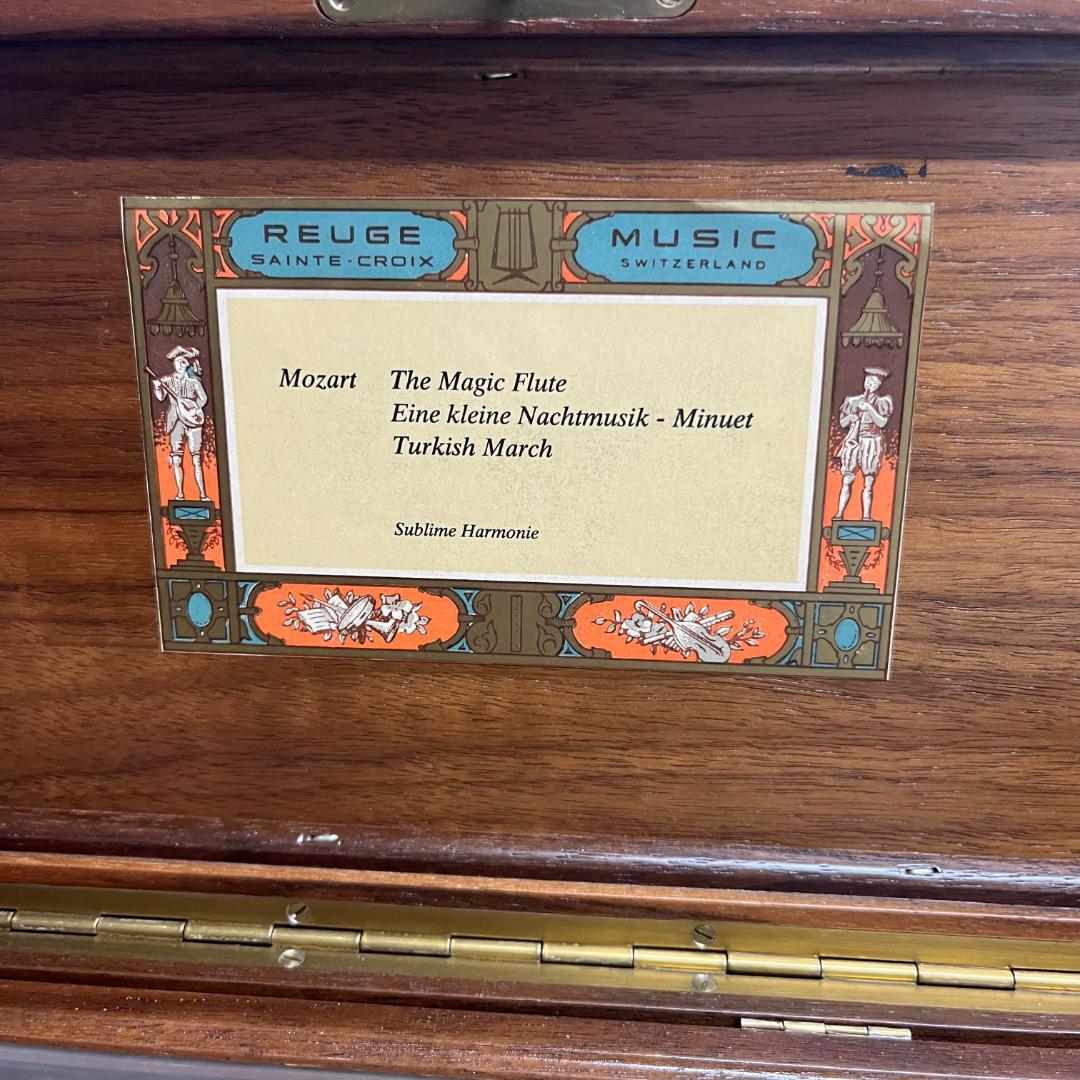 REUGE MUSIC
SAINTE-CROIX SWITZERLAND
Mozart The Magic Flute
Eine kleine Nachtmusik - Minuet
Turkish March
Sublime Harmonie